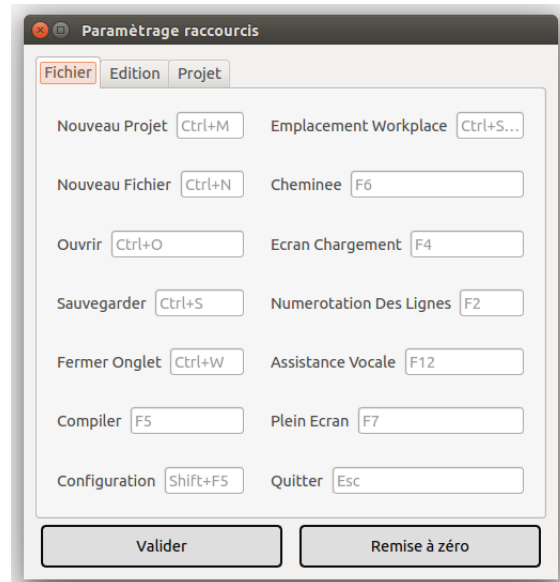 Paramètrage raccourcis
Fichier Edition Projet
Nouveau Projet Ctrl+M Emplacement Workplace Ctrl+S...
Nouveau Fichier Ctrl+N Cheminee F6
Ouvrir Ctrl+O Ecran Chargement F4
Sauvegarder Ctrl+S Numerotation Des Lignes F2
Fermer Onglet Ctrl+W Assistance Vocale F12
Compiler F5 Plein Ecran F7
Configuration Shift+F5 Quitter Esc
Valider Remise à zéro